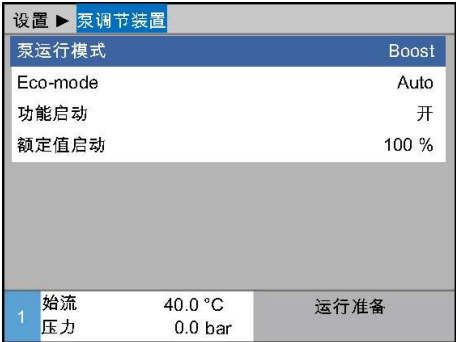 设置 ▶ 泵调节装置
泵运行模式 Boost
Eco-mode Auto
功能启动 开
额定值启动 100 %
1 始流 40.0 °C 运行准备
压力 0.0 bar